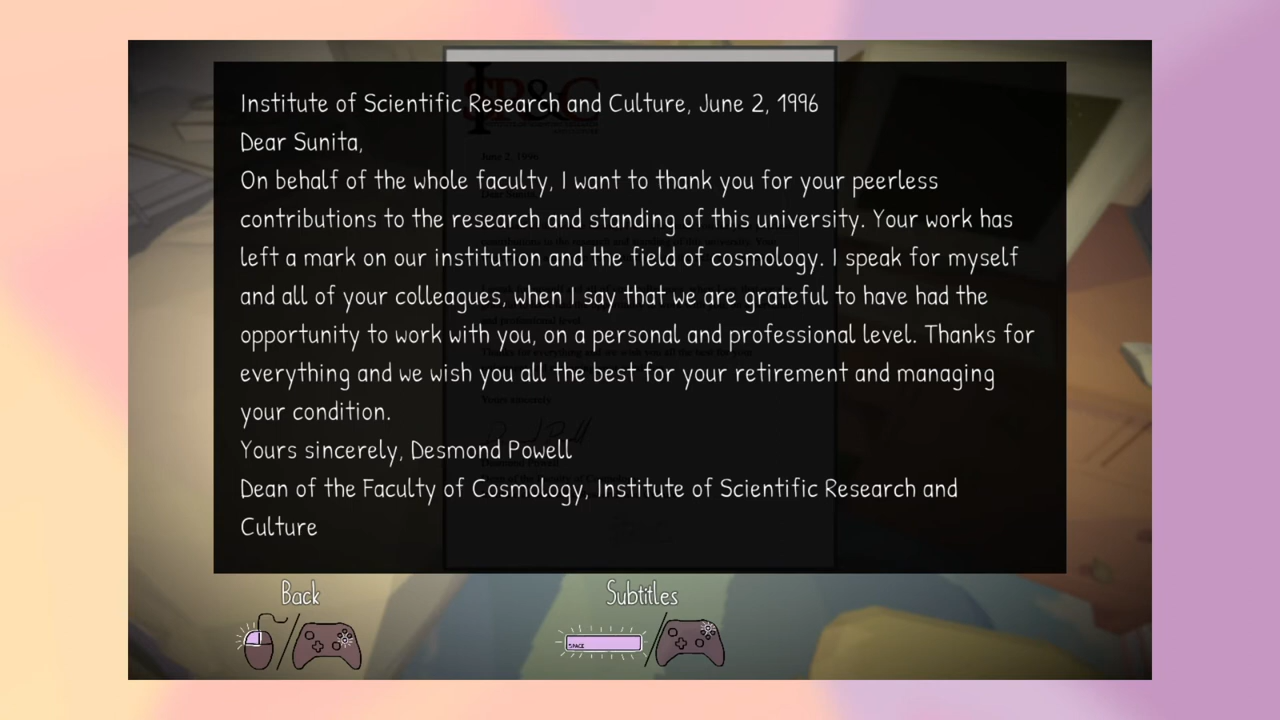 Institute of Scientific Research and Culture, June 2, 1996
Dear Sunita,
On behalf of the whole faculty, I want to thank you for your peerless
contributions to the research and standing of this university. Your work has
left a mark on our institution and the field of cosmology. I speak for myself
and all of your colleagues, when I say that we are grateful to have had the
opportunity to work with you, on a personal and professional level. Thanks for
everything and we wish you all the best for your retirement and managing
your condition.
Yours sincerely, Desmond Powell
Dean of the Faculty of Cosmology, Institute of Scientific Research and
Culture
Back
Subtitles
SPACE